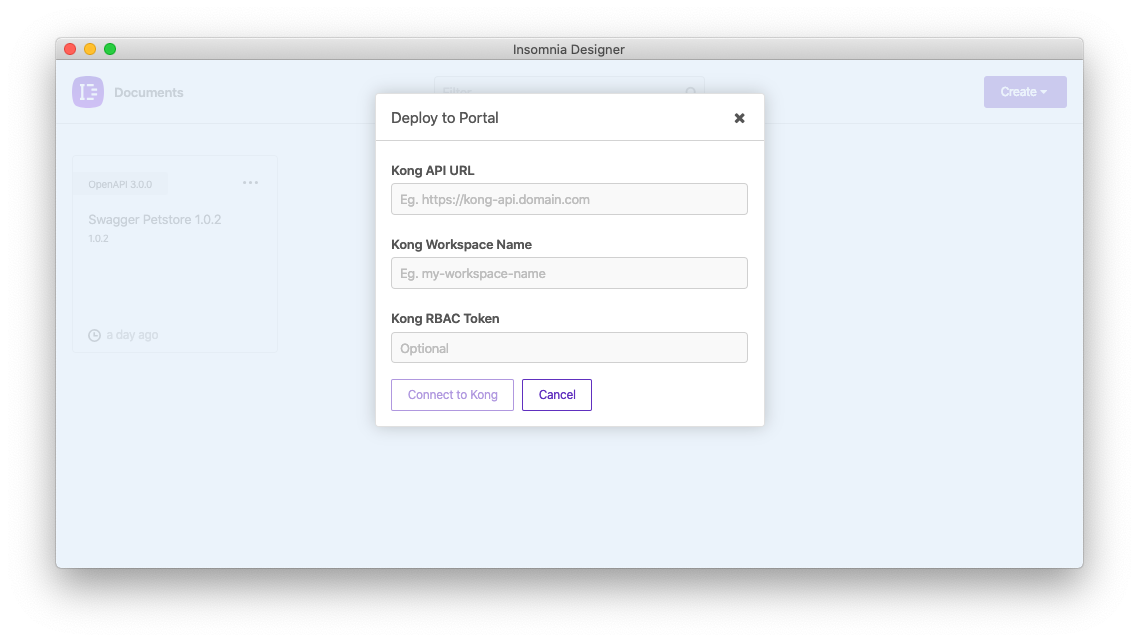 Insomnia Designer
Documents
Filter
Create
Deploy to Portal
OpenAPI 3.0.0
Swagger Petstore 1.0.2
1.0.2
a day ago
Kong API URL
Eg. https://kong-api.domain.com
Kong Workspace Name
Eg. my-workspace-name
Kong RBAC Token
Optional
Connect to Kong
Cancel